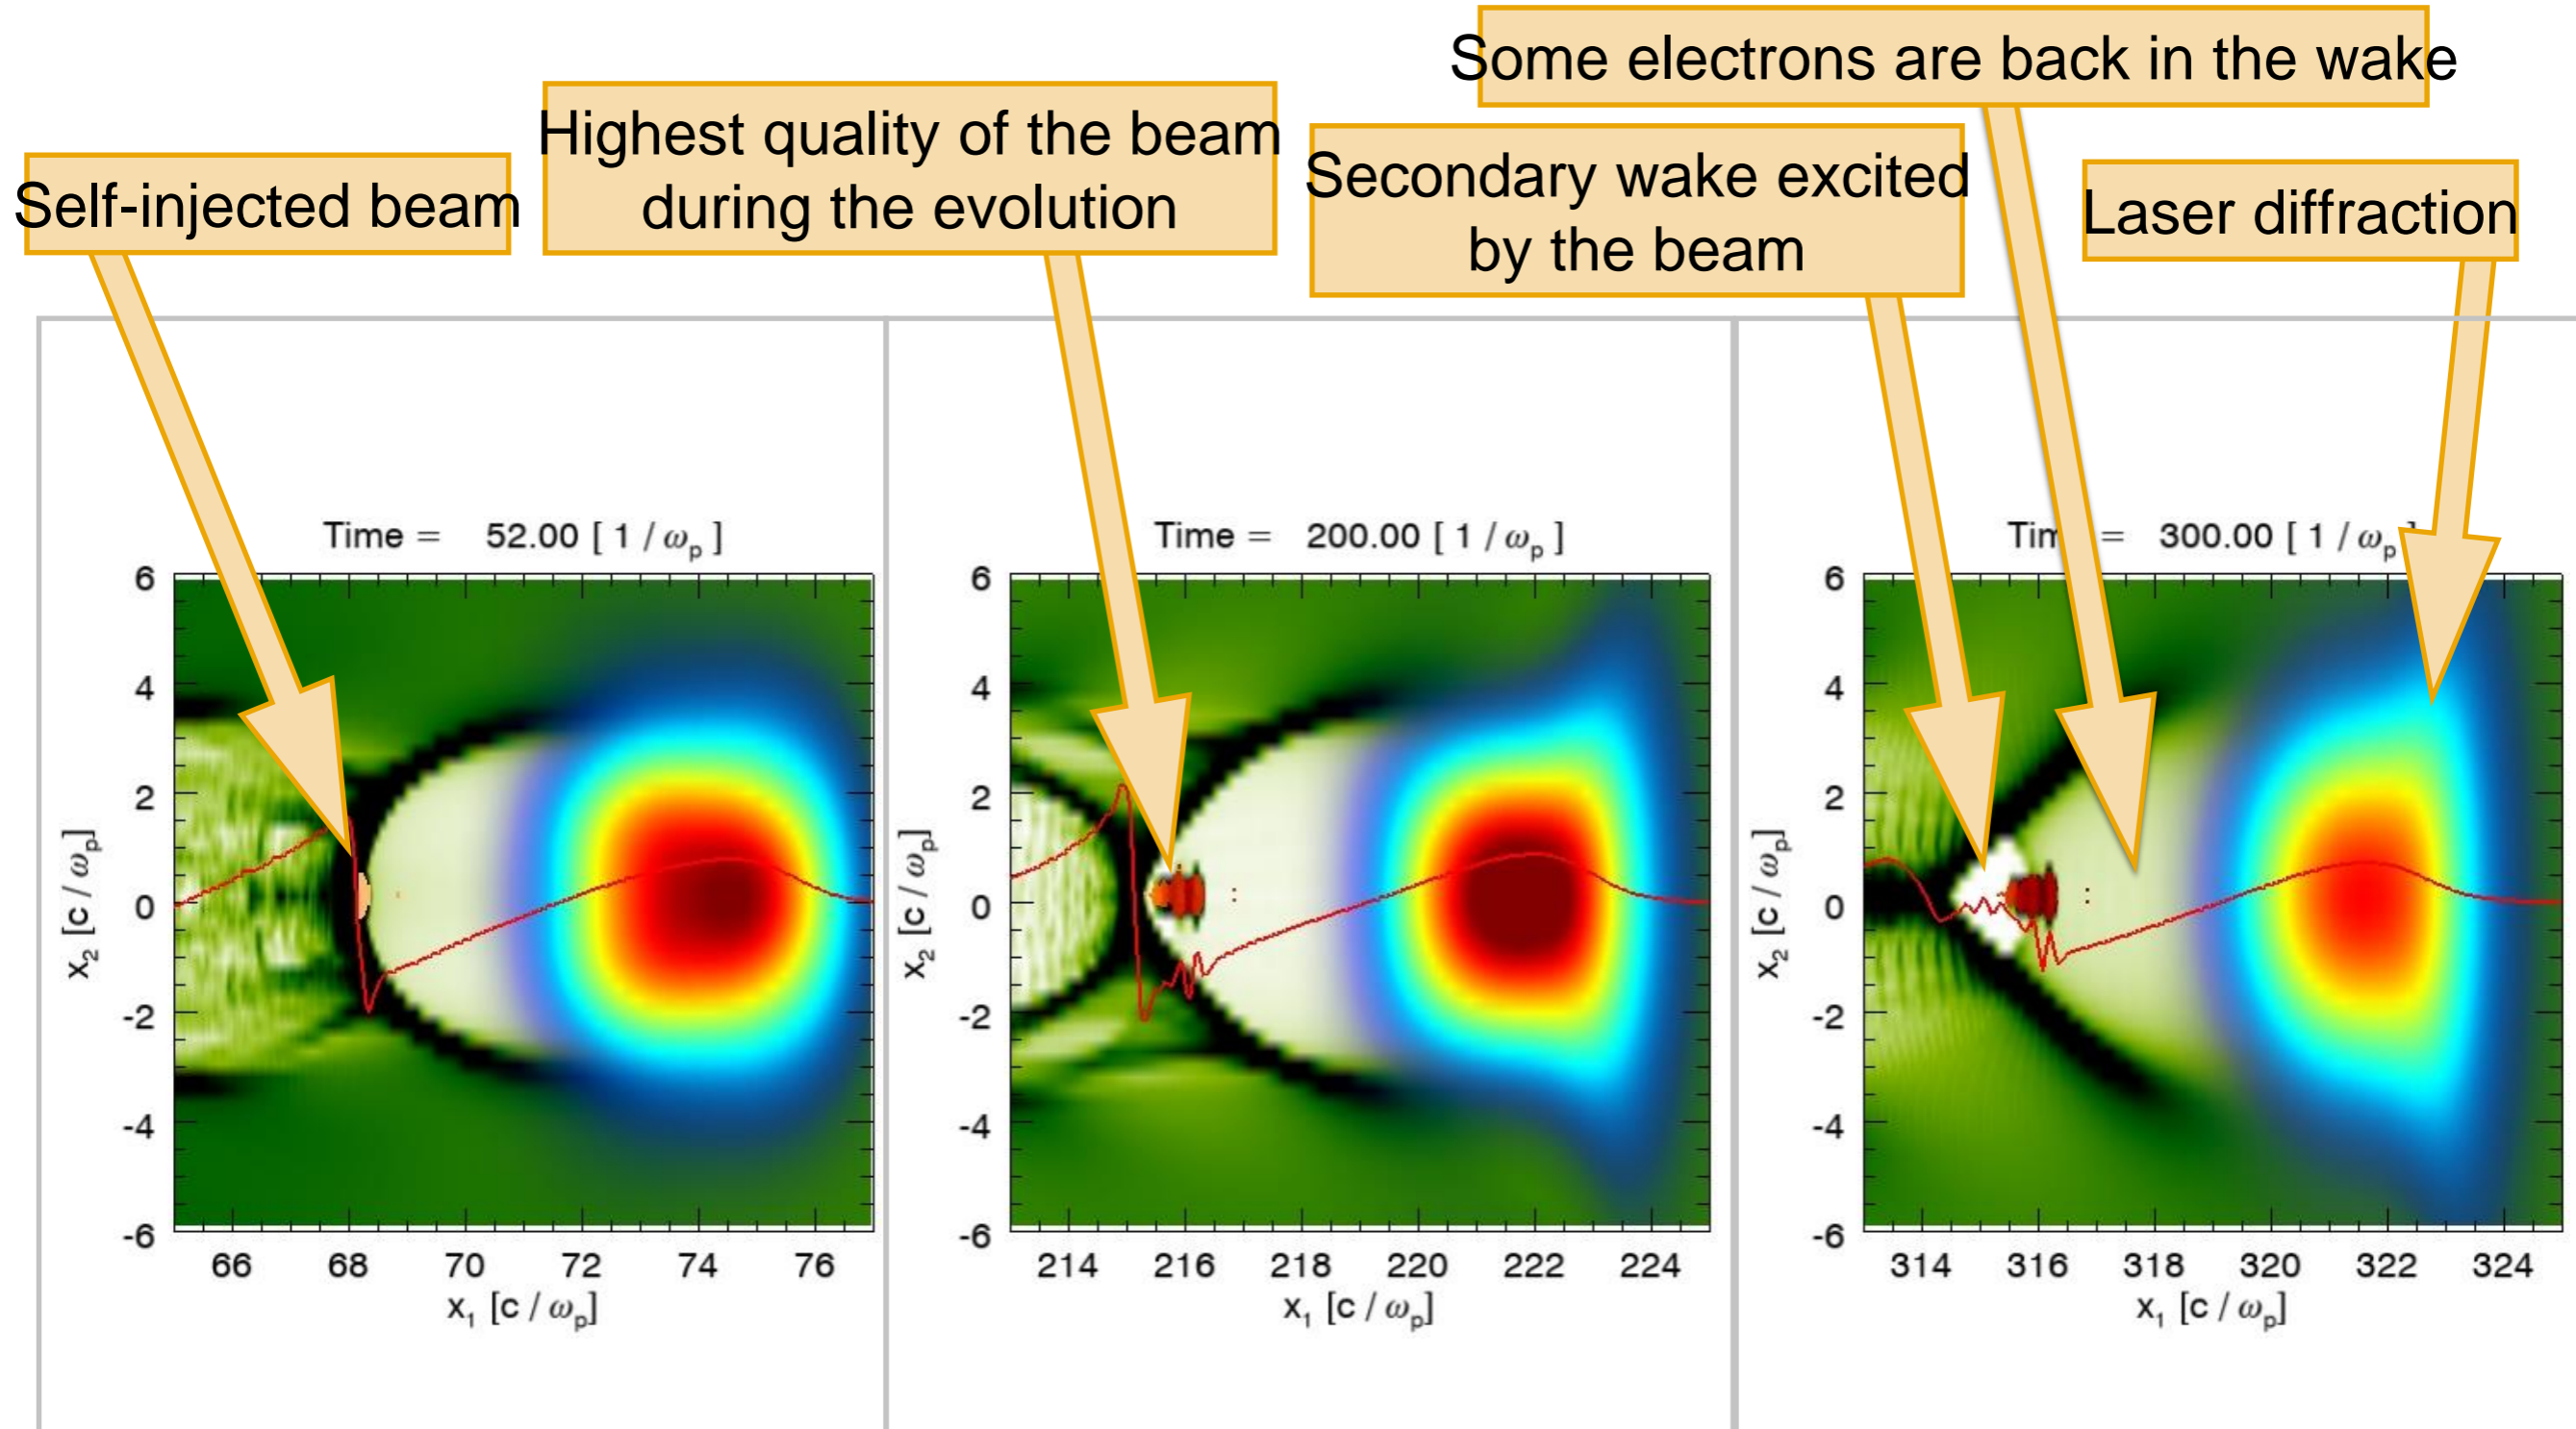 Some electrons are back in the wake
Highest quality of the beam
during the evolution
Secondary wake excited
by the beam
Self-injected beam
Laser diffraction
Time = 52.00 [ 1 / ωp ]
6
4
2
0
-2
-4
-6
x2 [c / ωp]
66 68 70 72 74 76
x1 [c / ωp]
Time = 200.00 [ 1 / ωp ]
6
4
2
0
-2
-4
-6
x2 [c / ωp]
214 216 218 220 222 224
x1 [c / ωp]
Time = 300.00 [ 1 / ωp ]
6
4
2
0
-2
-4
-6
x2 [c / ωp]
314 316 318 320 322 324
x1 [c / ωp]